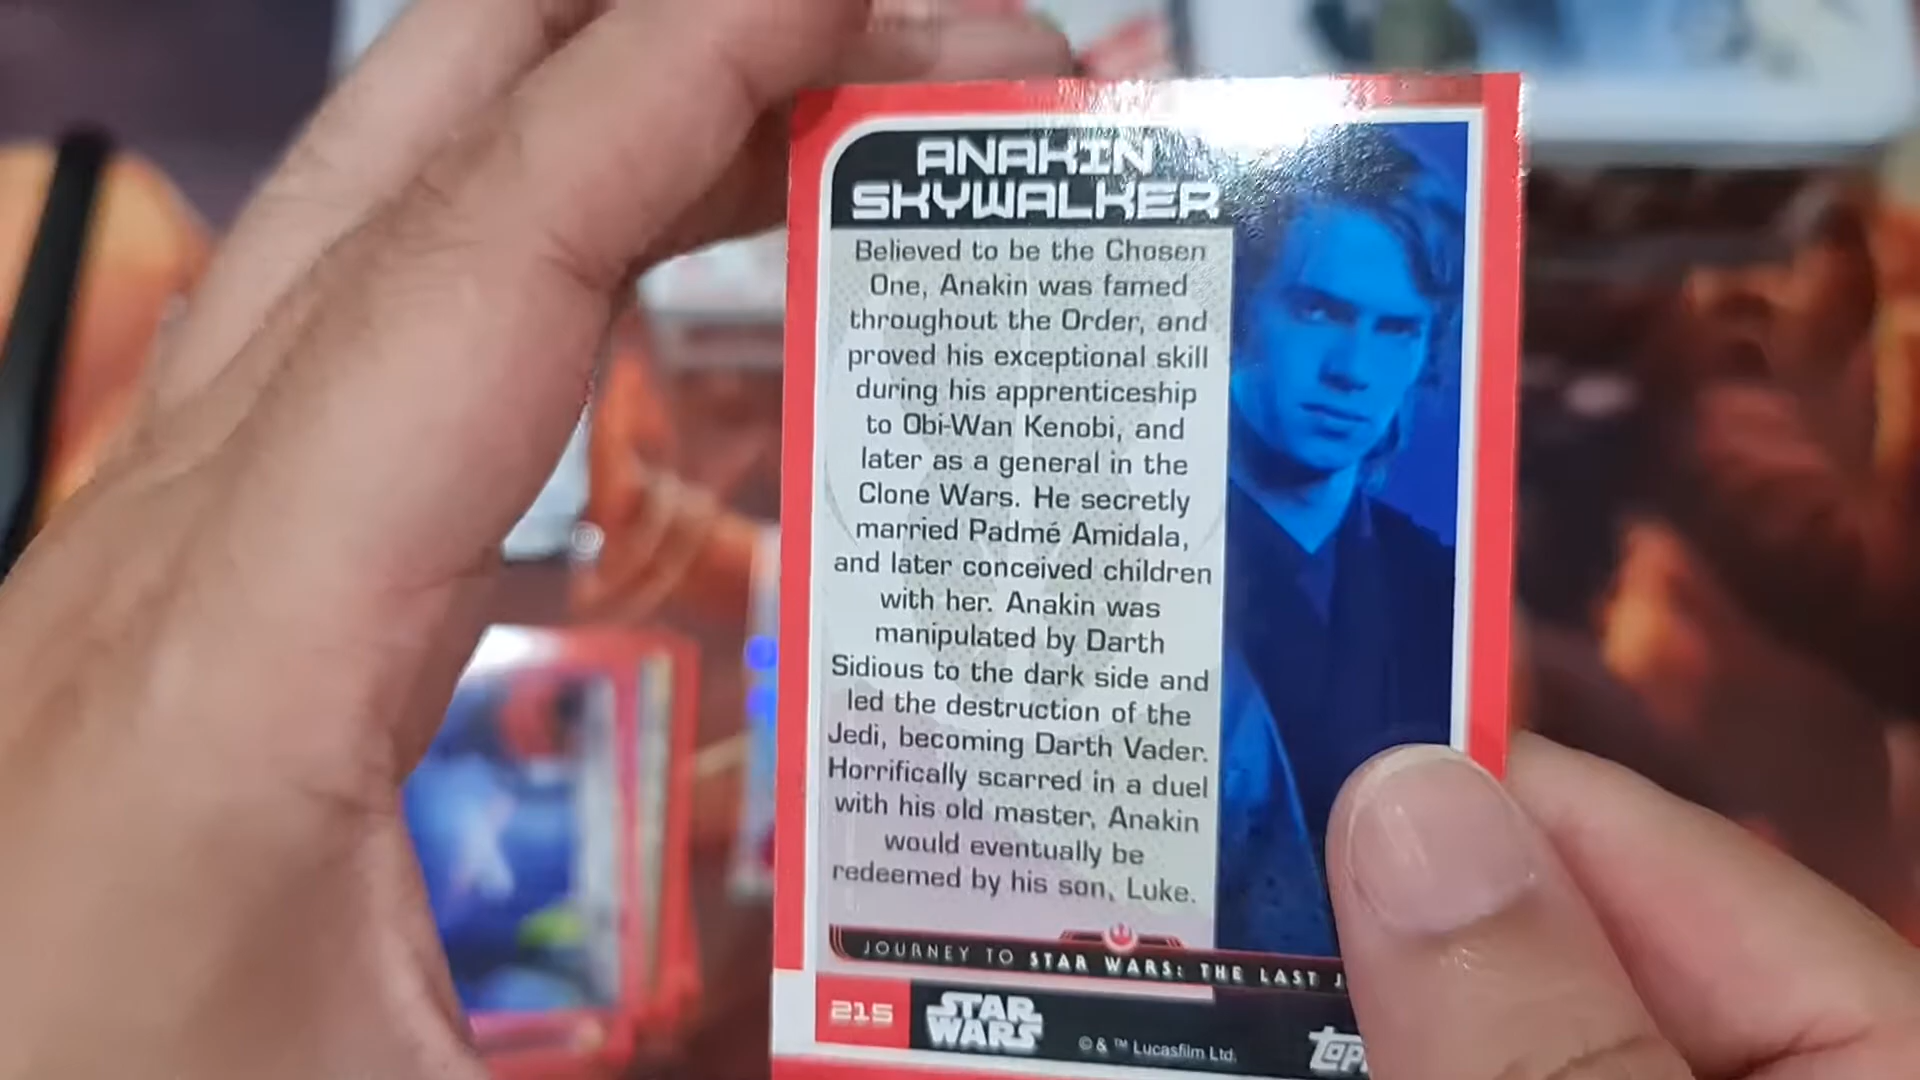 ANAKIN
SKYWALKER
Believed to be the Chosen
One, Anakin was famed
throughout the Order, and
proved his exceptional skill
during his apprenticeship
to Obi-Wan Kenobi, and
later as a general in the
Clone Wars. He secretly
married Padmé Amidala,
and later conceived children
with her. Anakin was
manipulated by Darth
Sidious to the dark side and
led the destruction of the
Jedi, becoming Darth Vader.
Horrifically scarred in a duel
with his old master, Anakin
would eventually be
redeemed by his son, Luke.
JOURNEY TO STAR WARS: THE LAST J
215
STAR
WARS
© & ™ Lucasfilm Ltd.
Topp